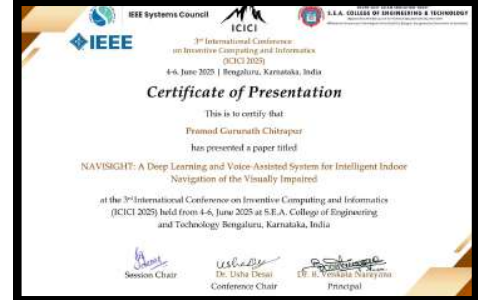 IEEE Systems Council
ICICI
S.E.A. COLLEGE OF ENGINEERING & TECHNOLOGY
IEEE
3rd International Conference
on Inventive Computing and Informatics
(ICICI 2025)
4-6, June 2025 | Bengaluru, Karnataka, India
Certificate of Presentation
This is to certify that
Pramod Gurunath Chitrapur
has presented a paper titled
NAVISIGHT: A Deep Learning and Voice-Assisted System for Intelligent Indoor
Navigation of the Visually Impaired
at the 3rd International Conference on Inventive Computing and Informatics
(ICICI 2025) held from 4-6, June 2025 at S.E.A. College of Engineering
and Technology Bengaluru, Karnataka, India
Session Chair
Dr. Usha Desai
Conference Chair
Dr. B. Venkata Narayana
Principal